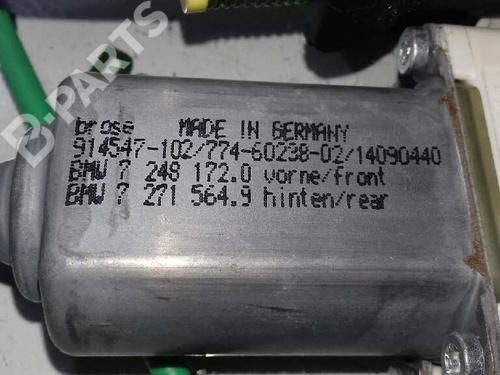 brose MADE IN GERMANY
914547-102/774-60238-02/14090440
BMW 7 248 172.0 vorne/front
BMW 7 271 564.9 hinten/rear
B-PARTS
B-PARTS